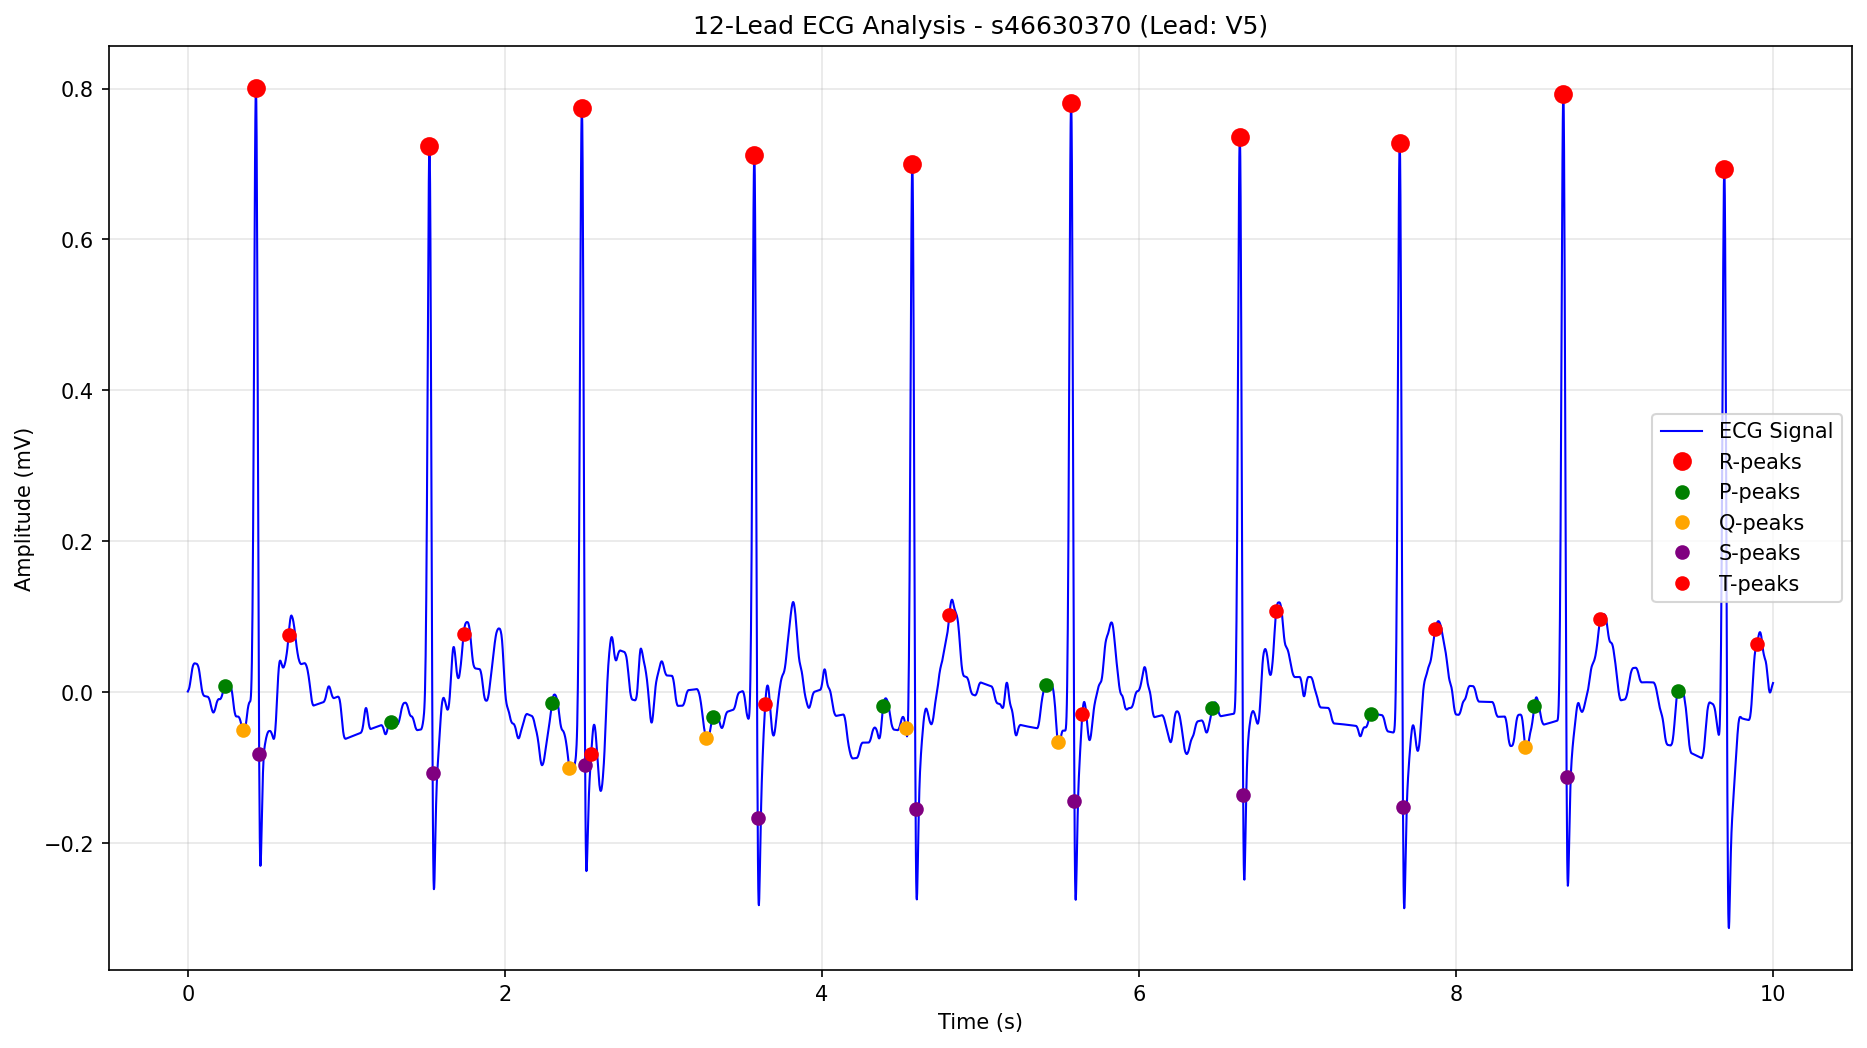 12-Lead ECG Analysis - s46630370 (Lead: V5)
Amplitude (mV)
0.8
0.6
0.4
0.2
0.0
−0.2
ECG Signal
R-peaks
P-peaks
Q-peaks
S-peaks
T-peaks
0 2 4 6 8 10
Time (s)